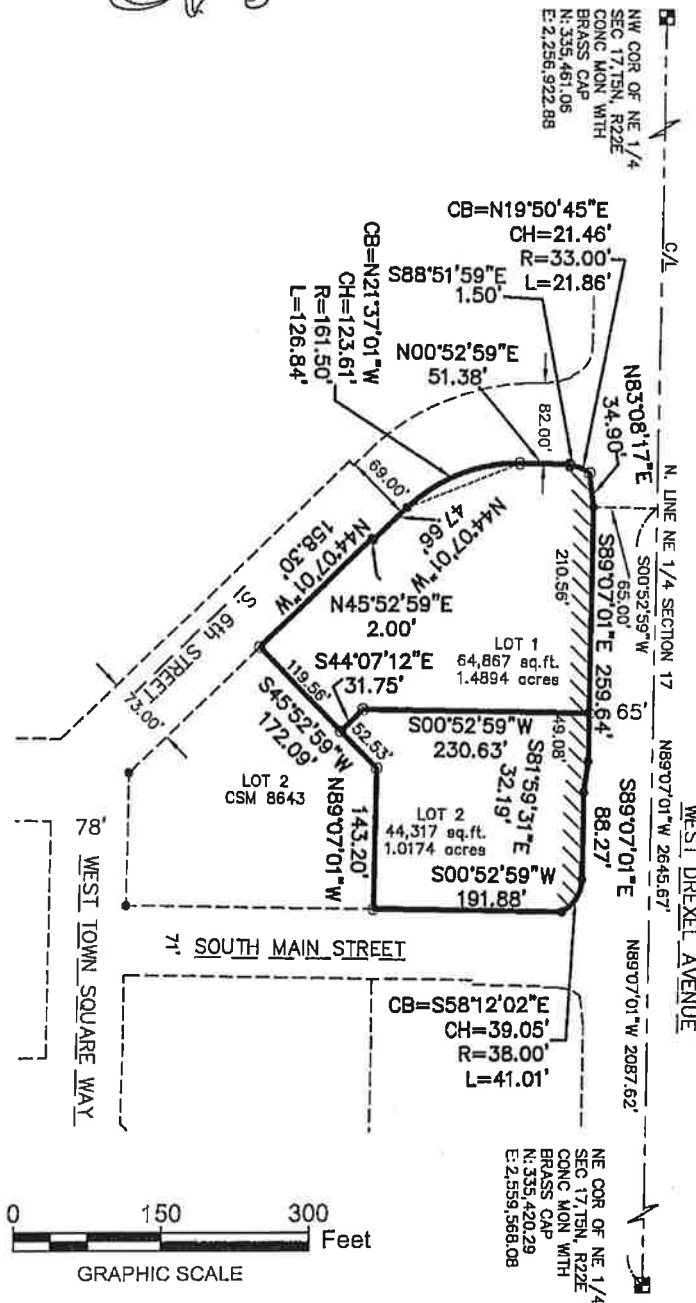 NW COR OF NE 1/4
SEC 17,T5N, R22E
CONC MON WITH
BRASS CAP
N: 335,461.06
E: 2,256,922.88
C/L
N. LINE NE 1/4 SECTION 17
N89°07'01"W 2645.67'
N89°07'01"W 2087.62'
WEST DREXEL AVENUE
CB=N19°50'45"E
CH=21.46'
R=33.00'
L=21.86'
S88°51'59"E
1.50'
N00°52'59"E
51.38'
CB=N21°37'01"W
CH=123.61'
R=161.50'
L=126.84'
N83°08'17"E
34.90'
82.00'
S00°52'59"W
65.00'
S89°07'01"E 259.64'
210.56'
65'
49.08'
69.00'
N44°07'01"W
47.66'
N44°07'01"W
158.30'
N45°52'59"E
2.00'
S. 6th STREET
73.00'
LOT 1
64,867 sq.ft.
1.4894 acres
S44°07'12"E
31.75'
119.56'
52.53'
S45°52'59"W
172.09'
S00°52'59"W
230.63'
S81°59'31"E
32.19'
S89°07'01"E
88.27'
LOT 2
CSM 8643
N89°07'01"W
143.20'
LOT 2
44,317 sq.ft.
1.0174 acres
S00°52'59"W
191.88'
78'
WEST TOWN SQUARE WAY
71'
SOUTH MAIN STREET
CB=S58°12'02"E
CH=39.05'
R=38.00'
L=41.01'
NE COR OF NE 1/4
SEC 17,T5N, R22E
CONC MON WITH
BRASS CAP
N: 335,420.29
E: 2,559,568.08
0 150 300
Feet
GRAPHIC SCALE